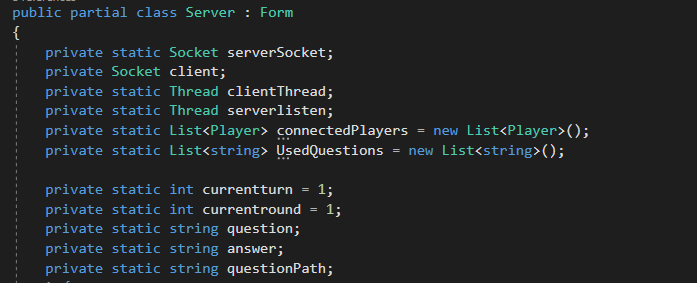 public partial class Server : Form
{
private static Socket serverSocket;
private Socket client;
private static Thread clientThread;
private static Thread serverlisten;
private static List<Player> connectedPlayers = new List<Player>();
private static List<string> UsedQuestions = new List<string>();
private static int currentturn = 1;
private static int currentround = 1;
private static string question;
private static string answer;
private static string questionPath;